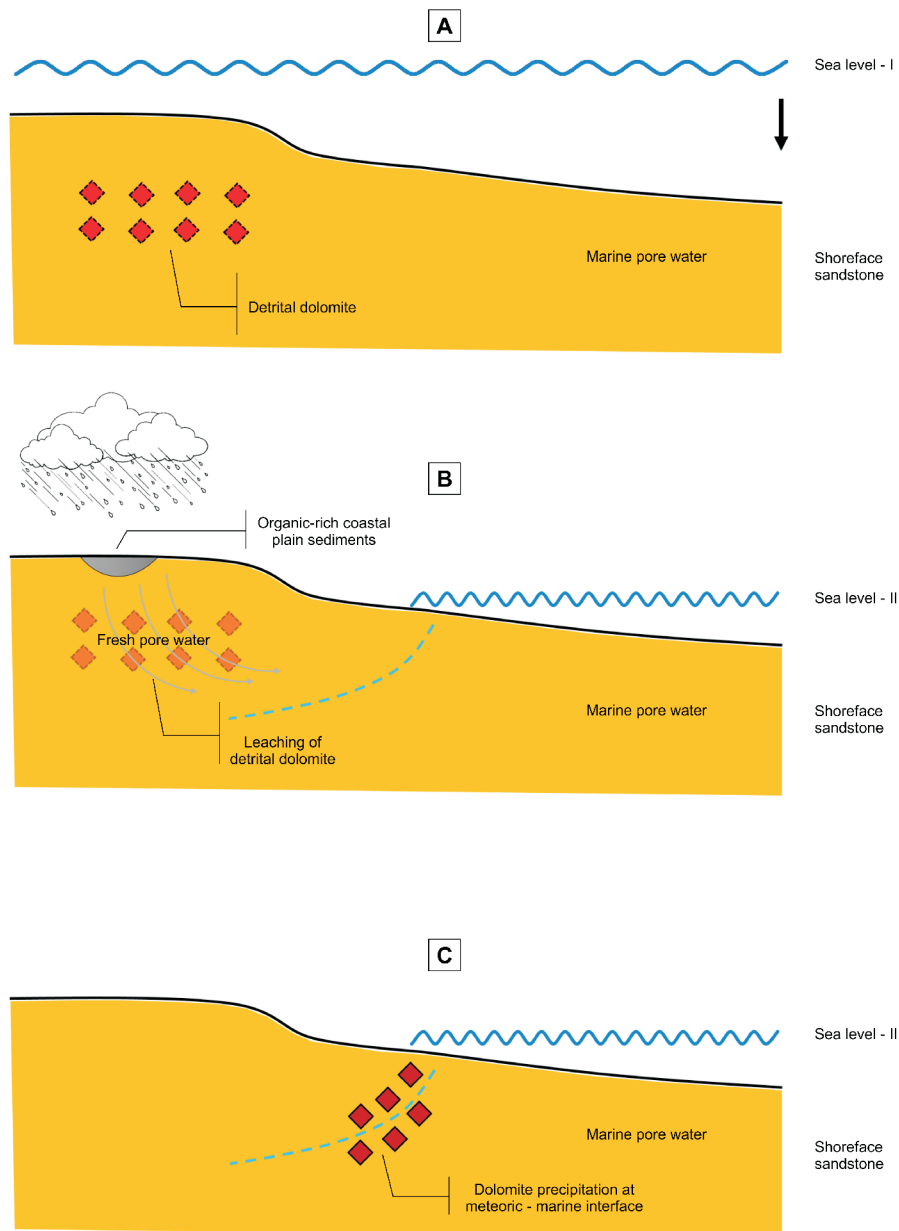 A
Sea level - I
Marine pore water
Shoreface
sandstone
Detrital dolomite
B
Organic-rich coastal
plain sediments
Sea level - II
Fresh pore water
Marine pore water
Shoreface
sandstone
Leaching of
detrital dolomite
C
Sea level - II
Marine pore water
Shoreface
sandstone
Dolomite precipitation at
meteoric - marine interface